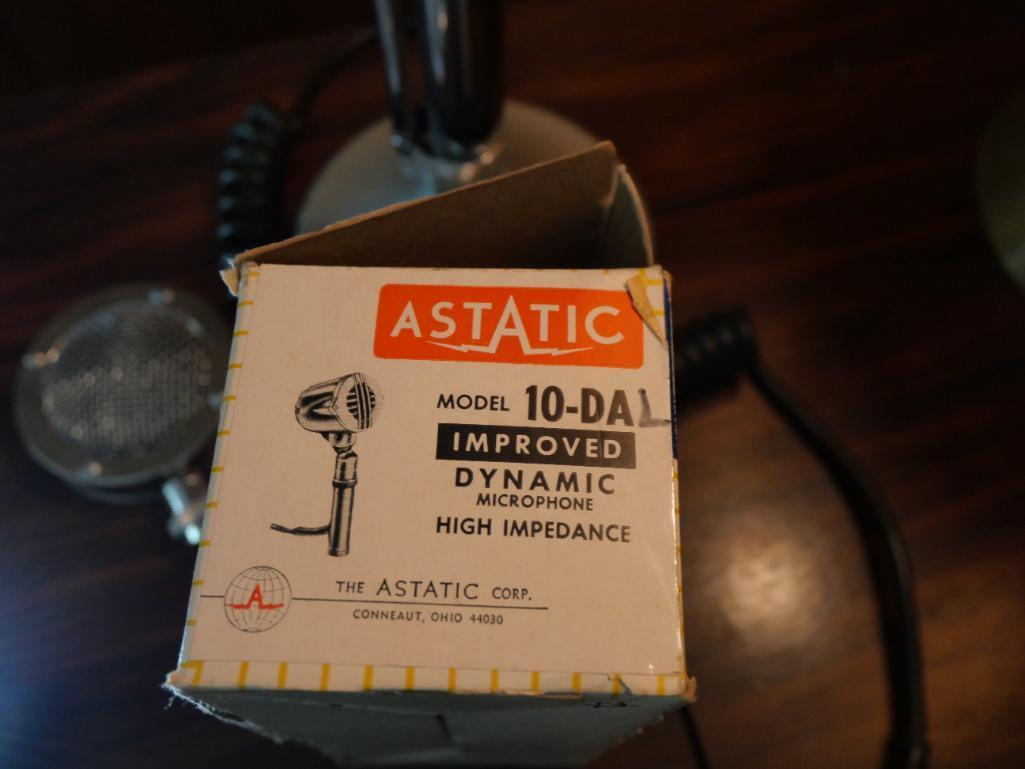 ASTATIC
MODEL 10-DAL
IMPROVED
DYNAMIC
MICROPHONE
HIGH IMPEDANCE
A
THE ASTATIC CORP.
CONNEAUT, OHIO 44030